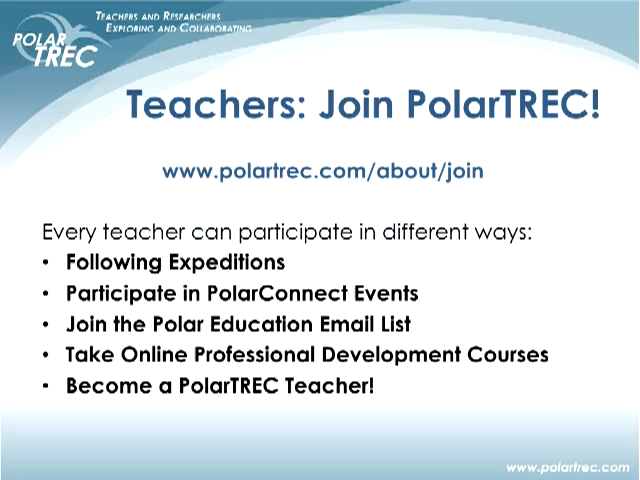 TEACHERS AND RESEARCHERS
EXPLORING AND COLLABORATING
POLAR
TREC
Teachers: Join PolarTREC!
www.polartrec.com/about/join
Every teacher can participate in different ways:
• Following Expeditions
• Participate in PolarConnect Events
• Join the Polar Education Email List
• Take Online Professional Development Courses
• Become a PolarTREC Teacher!
www.polartrec.com